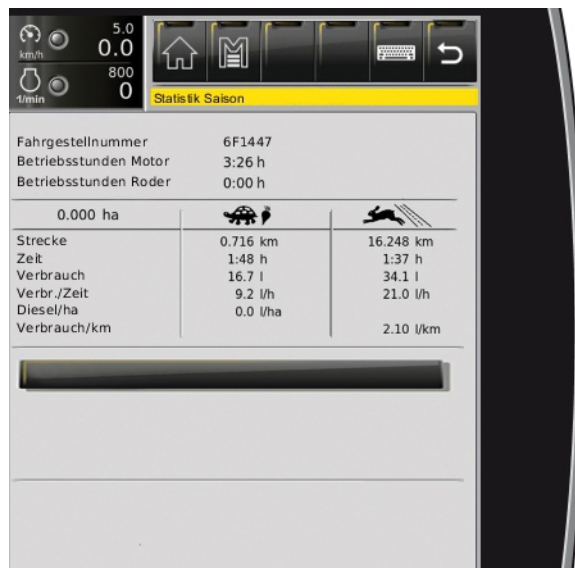 5.0
km/h 0.0
800
1/min 0
Statistik Saison
Fahrgestellnummer 6F1447
Betriebsstunden Motor 3:26 h
Betriebsstunden Roder 0:00 h
0.000 ha
Strecke 0.716 km 16.248 km
Zeit 1:48 h 1:37 h
Verbrauch 16.7 l 34.1 l
Verbr./Zeit 9.2 l/h 21.0 l/h
Diesel/ha 0.0 l/ha
Verbrauch/km 2.10 l/km